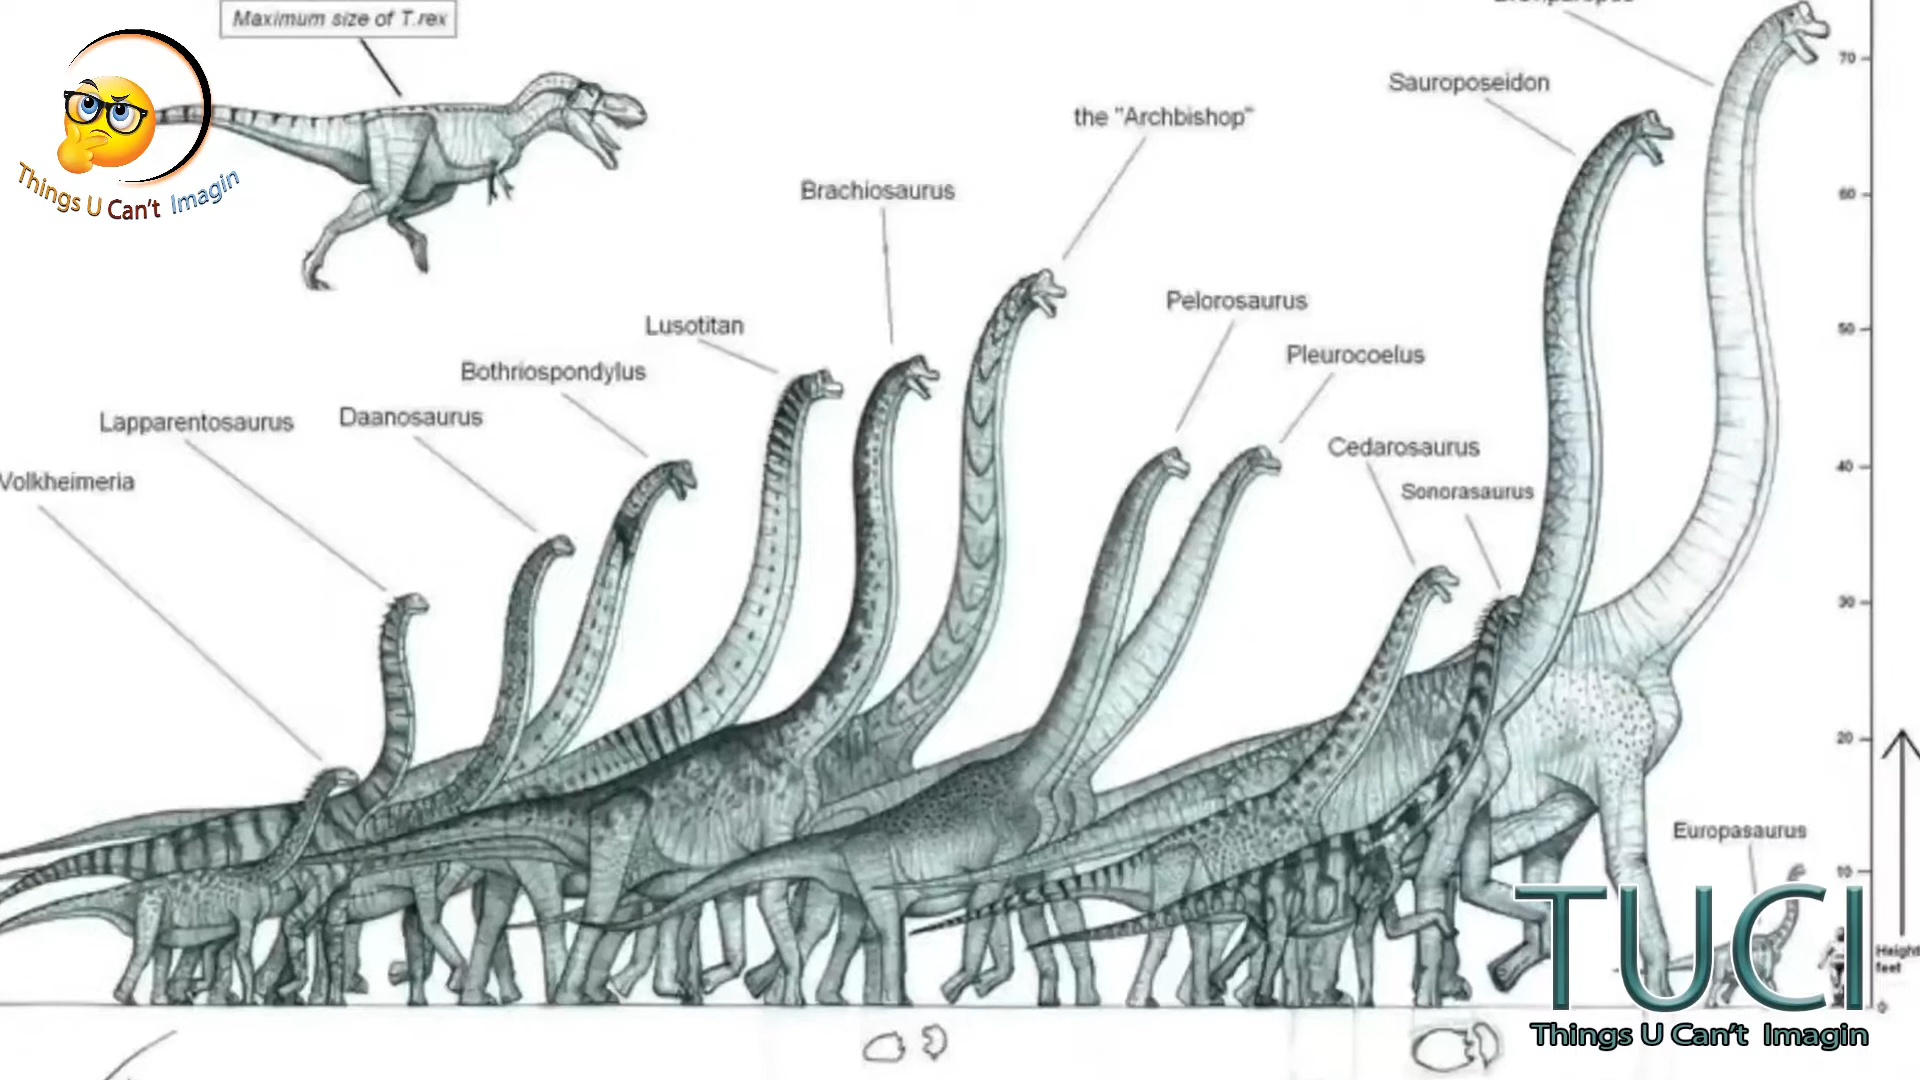 Maximum size of T.rex
Things U Can't Imagin
Sauroposeidon
70
the "Archbishop"
Brachiosaurus
60
Pelorosaurus
Lusotitan
50
Pleurocoelus
Bothriospondylus
Daanosaurus
Lapparentosaurus
Cedarosaurus
40
Volkheimeria
Sonorasaurus
30
20
Europasaurus
10
TUCI
Height
feet
0
Things U Can't Imagin